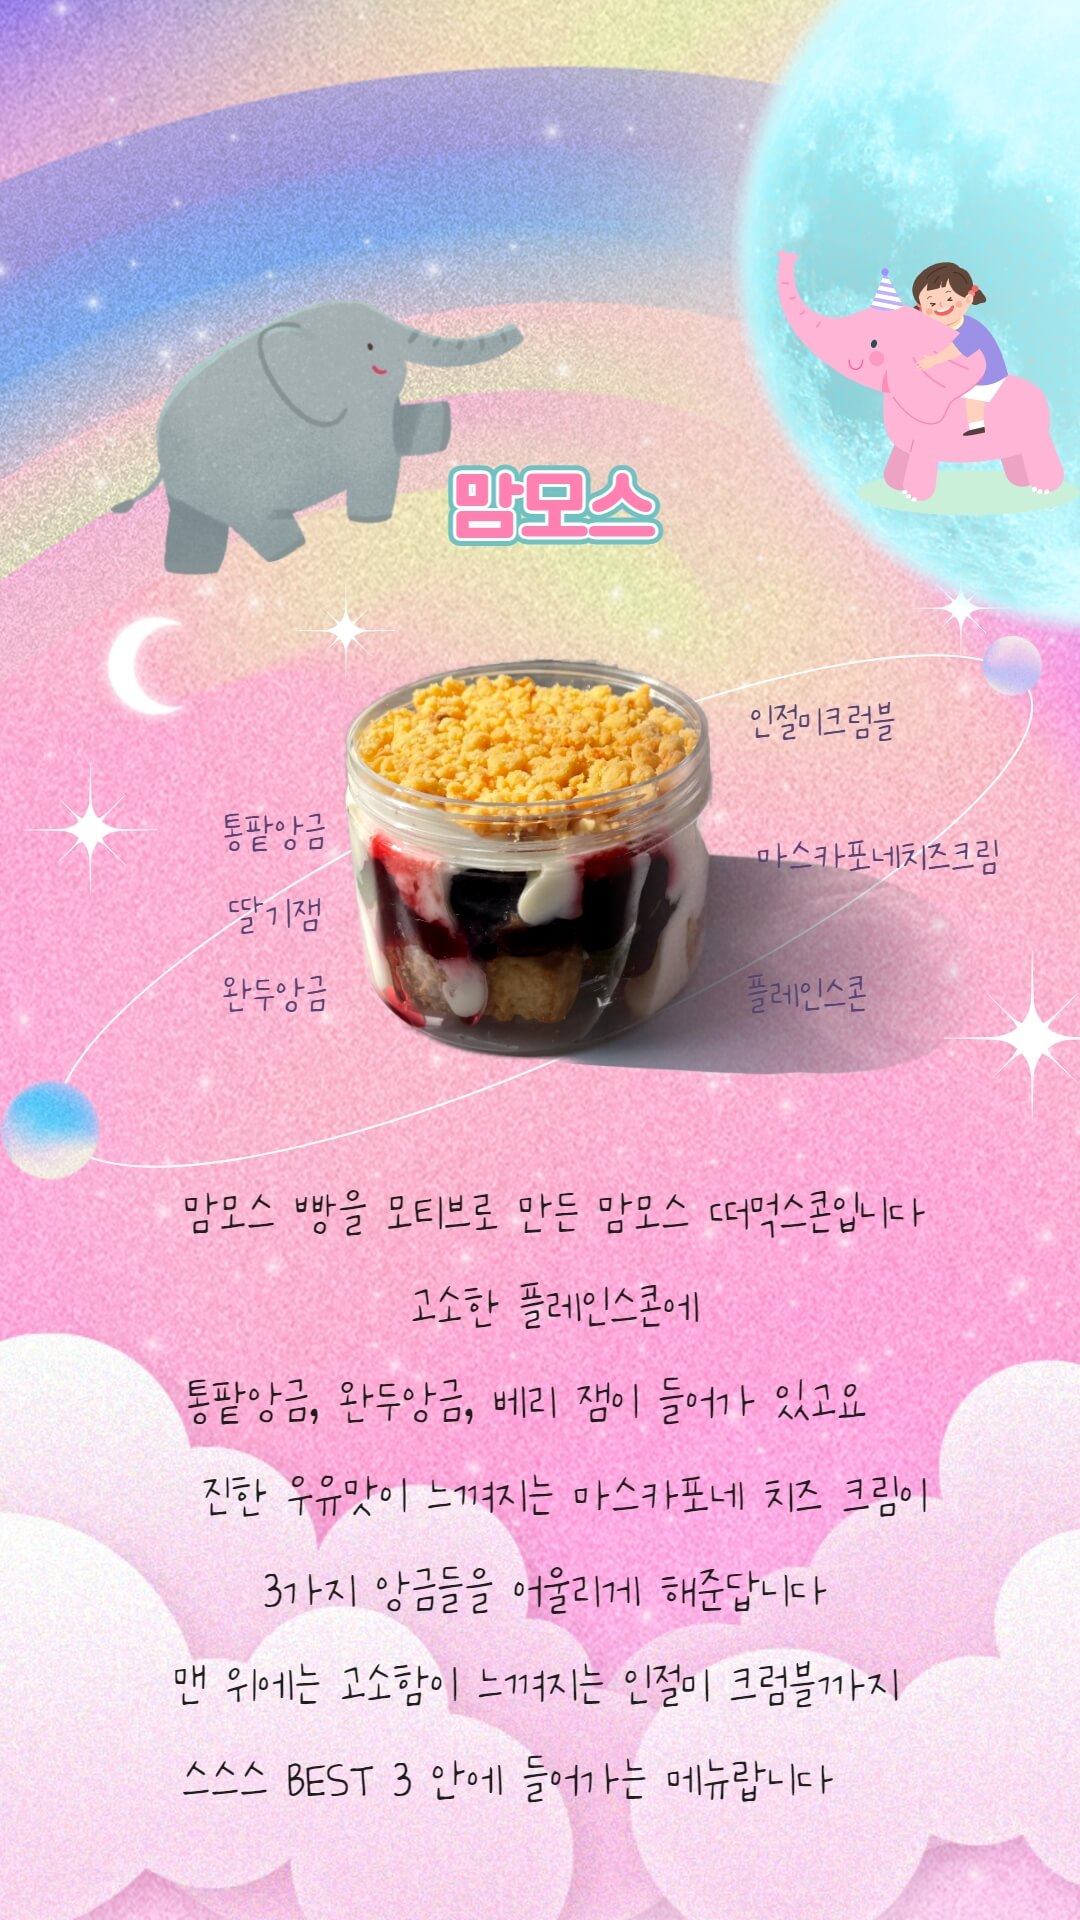 맘모스
인절미크럼블
통팥앙금
마스카포네치즈크림
딸기잼
완두앙금
플레인스콘
맘모스 빵을 모티브로 만든 맘모스 떠먹스콘입니다
고소한 플레인스콘에
통팥앙금, 완두앙금, 베리 잼이 들어가 있고요
진한 우유맛이 느껴지는 마스카포네 치즈 크림이
3가지 앙금들을 어울리게 해준답니다
맨 위에는 고소함이 느껴지는 인절미 크럼블까지
스스스 BEST 3 안에 들어가는 메뉴랍니다